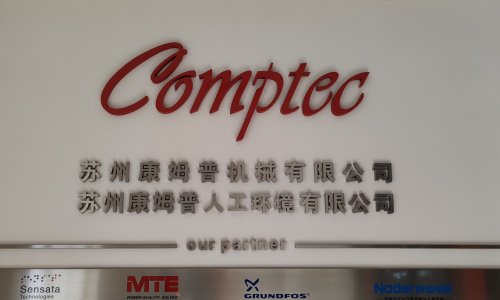 Comptec
苏州康姆普机械有限公司
苏州康姆普人工环境有限公司
our partner
Sensata
Technologies
MTE
GRUNDFOS
Nader